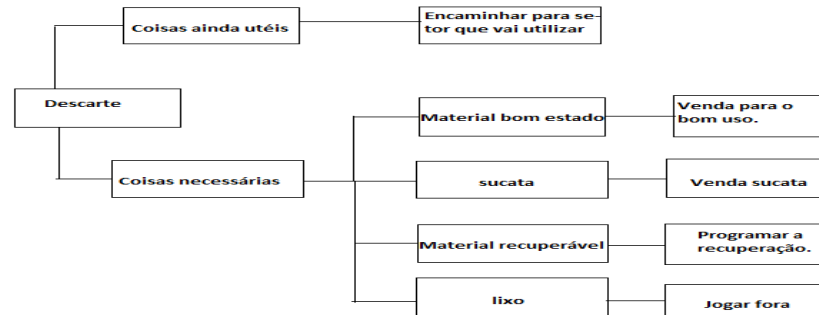 Coisas ainda utéis
Encaminhar para se-
tor que vai utilizar
Descarte
Material bom estado
Venda para o
bom uso.
Coisas necessárias
sucata
Venda sucata
Material recuperável
Programar a
recuperação.
lixo
Jogar fora